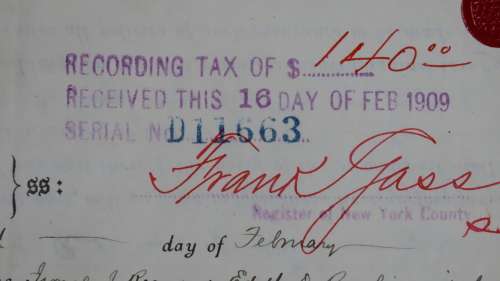 RECORDING TAX OF $ 140.00
RECEIVED THIS 16 DAY OF FEB 1909
SERIAL No. D11663
ss: Frank Gass
Register of New York County
day of February